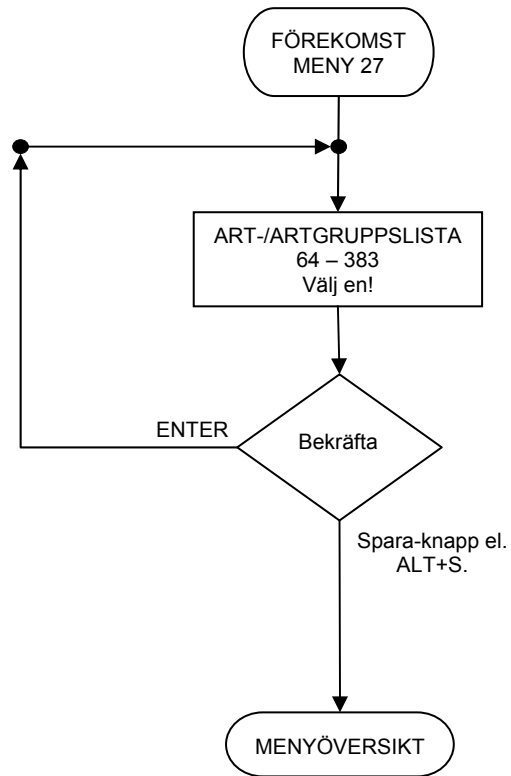 FÖREKOMST
MENY 27
ART-/ARTGRUPPSLISTA
64 – 383
Välj en!
ENTER
Bekräfta
Spara-knapp el.
ALT+S.
MENYÖVERSIKT